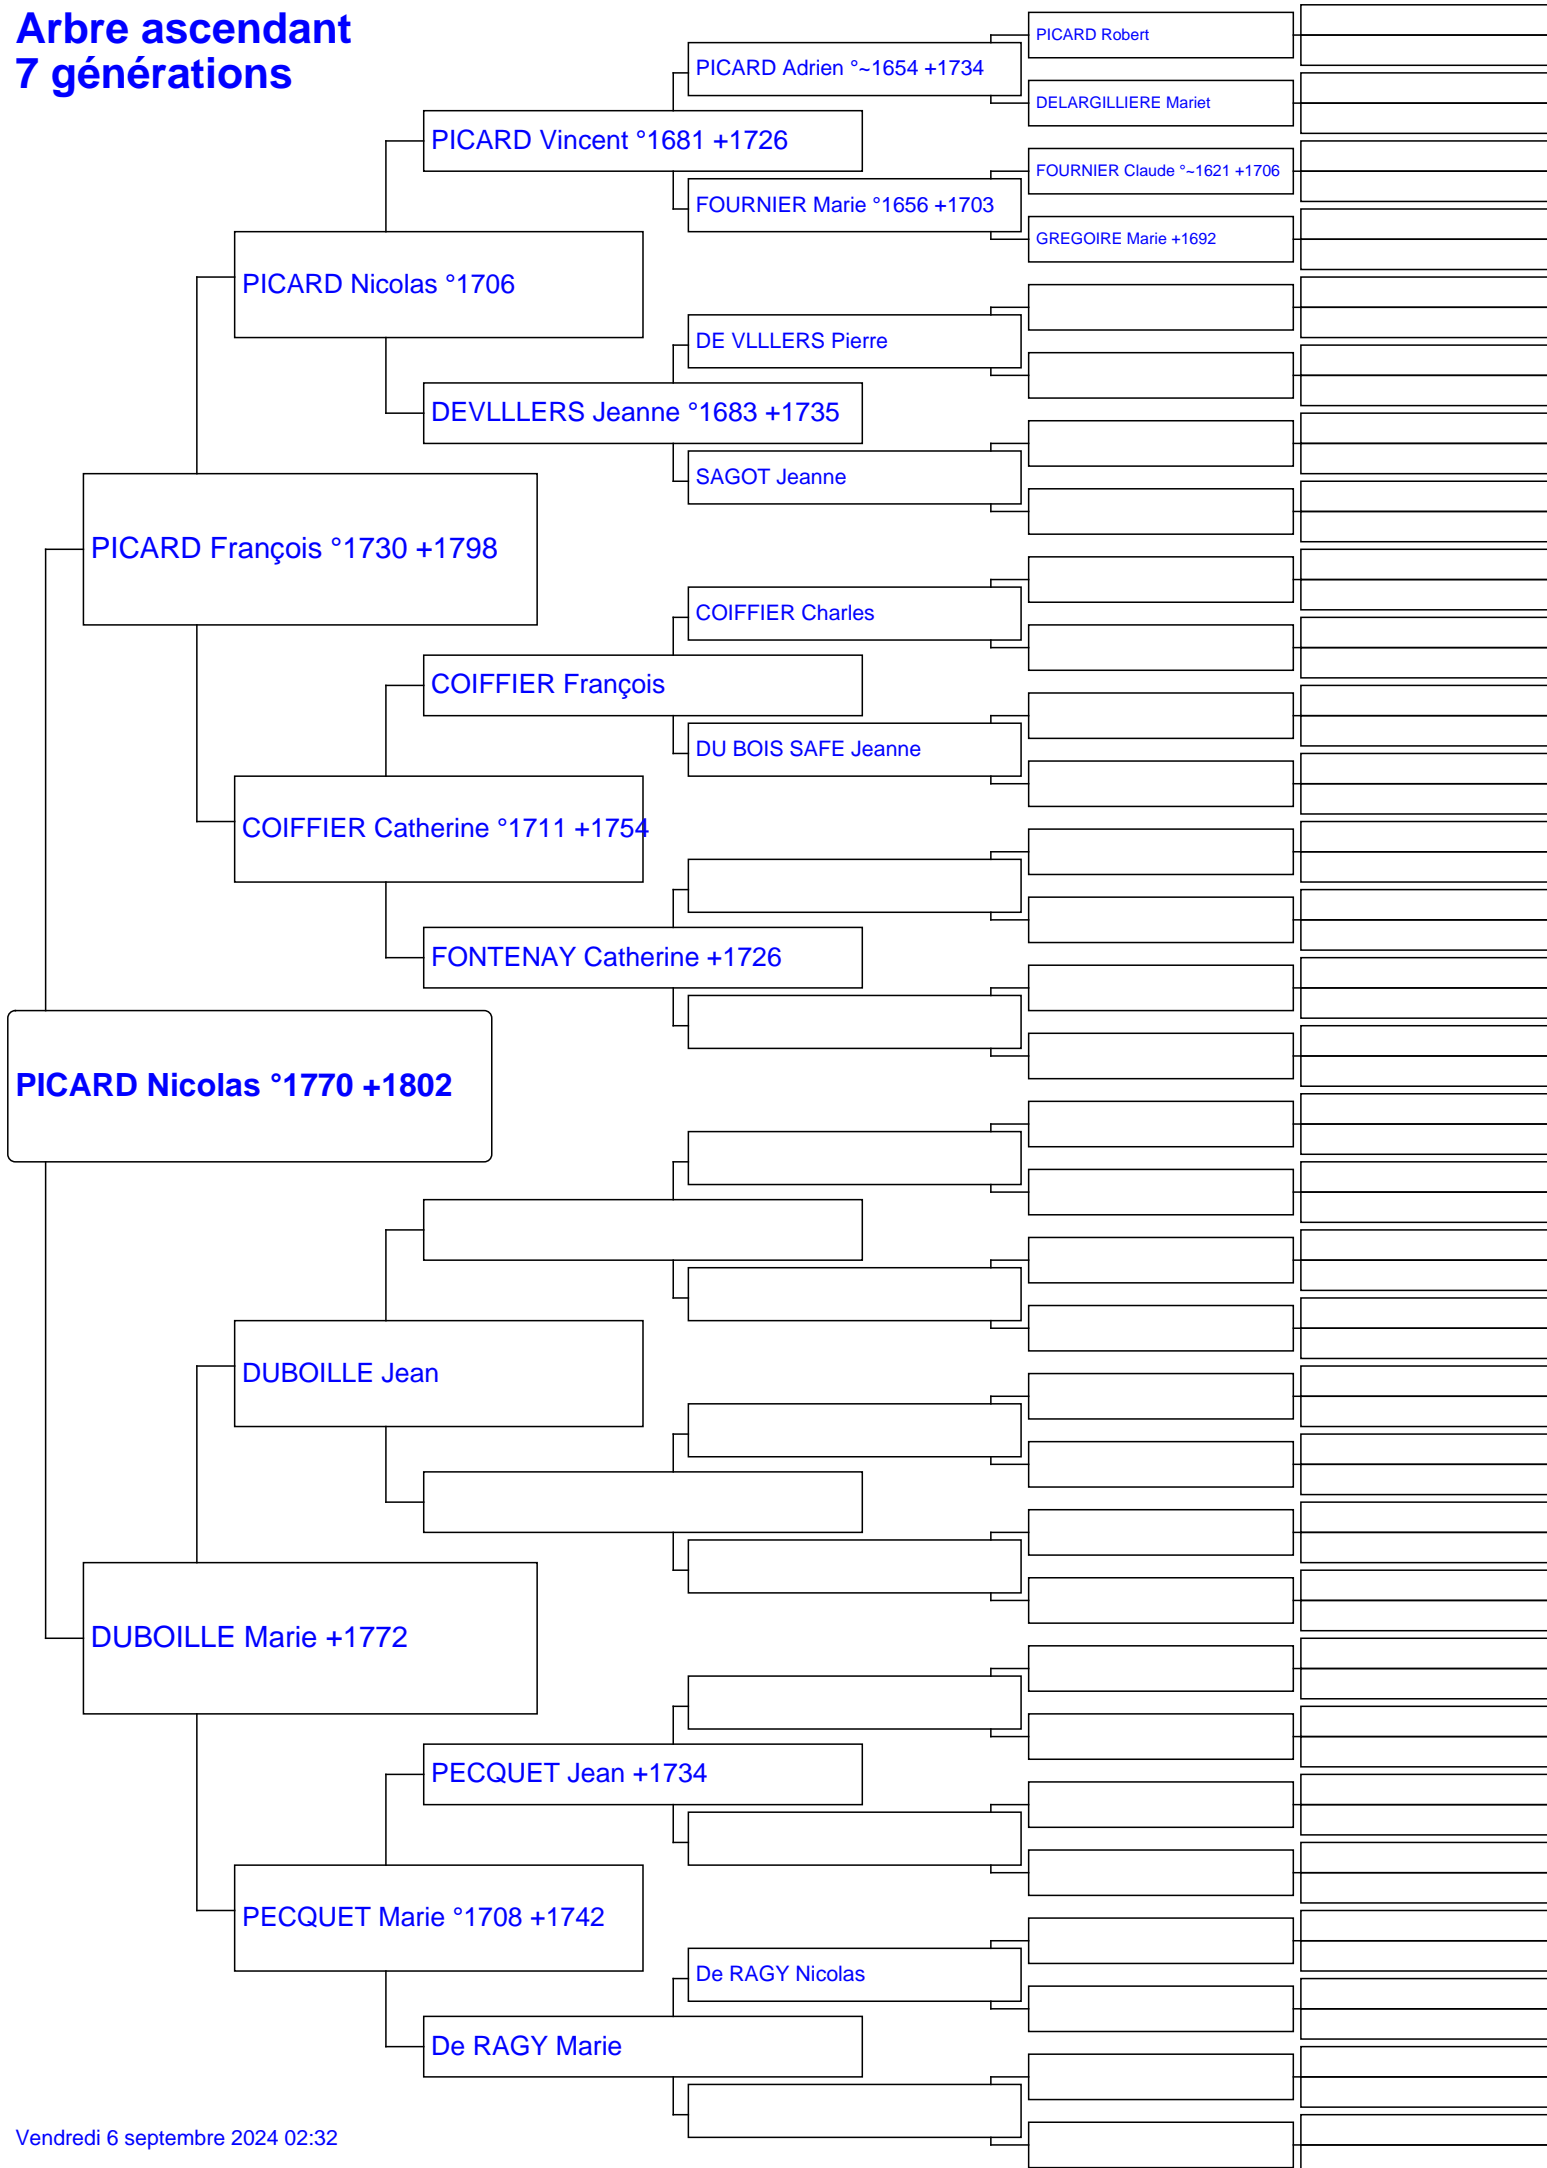 Arbre ascendant
7 générations
PICARD Robert
PICARD Adrien °~1654 +1734
DELARGILLIERE Mariet
PICARD Vincent °1681 +1726
FOURNIER Claude °~1621 +1706
FOURNIER Marie °1656 +1703
GREGOIRE Marie +1692
PICARD Nicolas °1706
DE VLLLERS Pierre
DEVLLLERS Jeanne °1683 +1735
SAGOT Jeanne
PICARD François °1730 +1798
COIFFIER Charles
COIFFIER François
DU BOIS SAFE Jeanne
COIFFIER Catherine °1711 +1754
FONTENAY Catherine +1726
PICARD Nicolas °1770 +1802
DUBOILLE Jean
DUBOILLE Marie +1772
PECQUET Jean +1734
PECQUET Marie °1708 +1742
De RAGY Nicolas
De RAGY Marie
Vendredi 6 septembre 2024 02:32